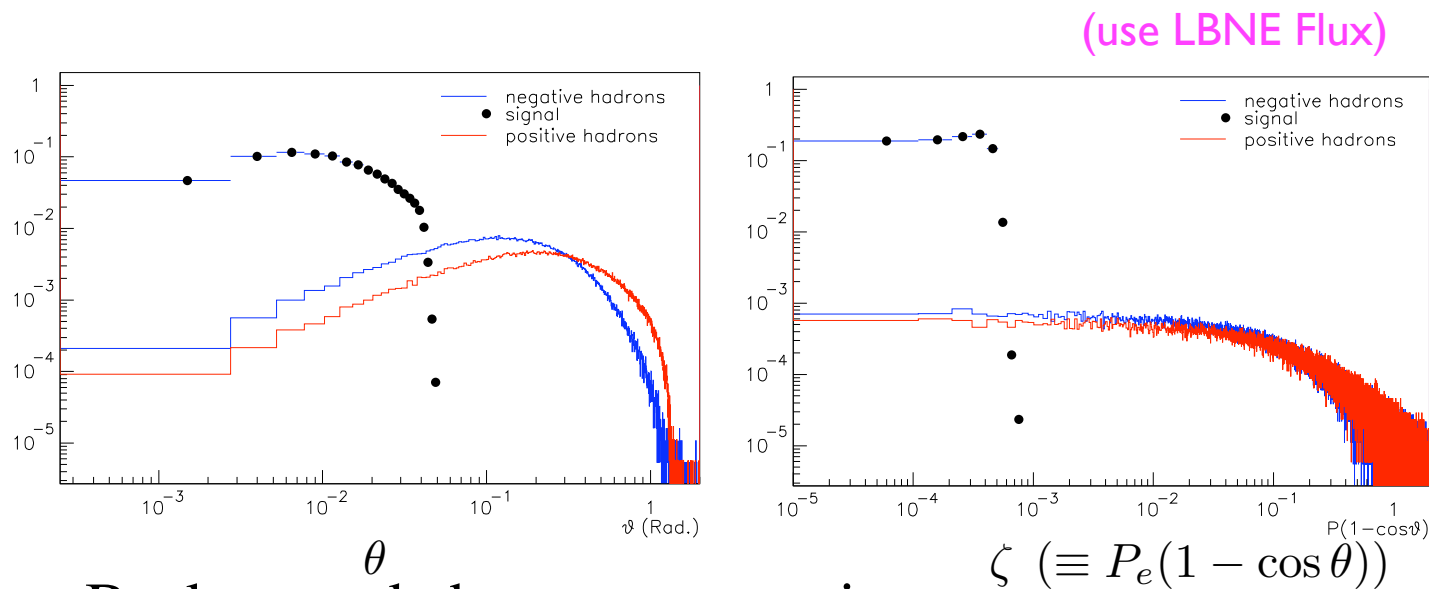 (use LBNE Flux)
1
10^-1
10^-2
10^-3
10^-4
10^-5
negative hadrons
signal
positive hadrons
10^-3
10^-2
10^-1
1
ϑ (Rad.)
θ
1
10^-1
10^-2
10^-3
10^-4
10^-5
negative hadrons
signal
positive hadrons
10^-5
10^-4
10^-3
10^-2
10^-1
1
P(1-cosϑ)
ζ (≡ P_e(1 − cos θ))